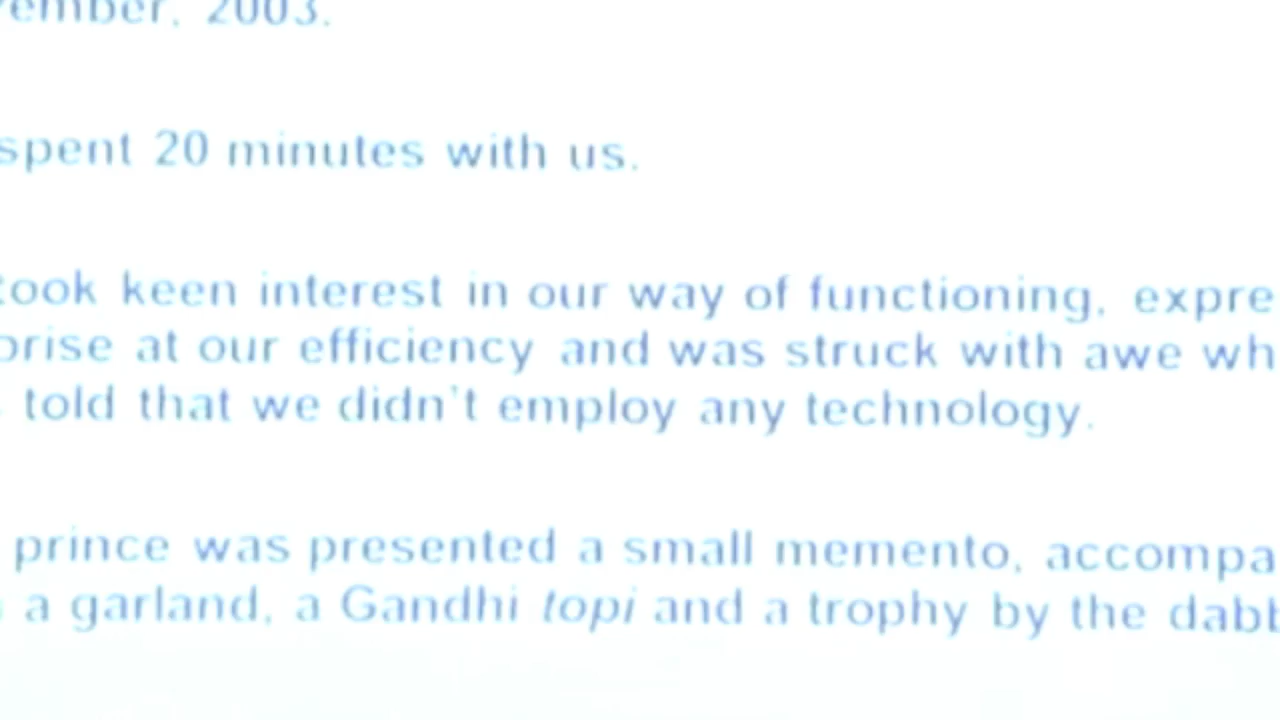 ember, 2003.
spent 20 minutes with us.
took keen interest in our way of functioning, expre
prise at our efficiency and was struck with awe wh
told that we didn't employ any technology.
prince was presented a small memento, accompa
a garland, a Gandhi topi and a trophy by the dabb